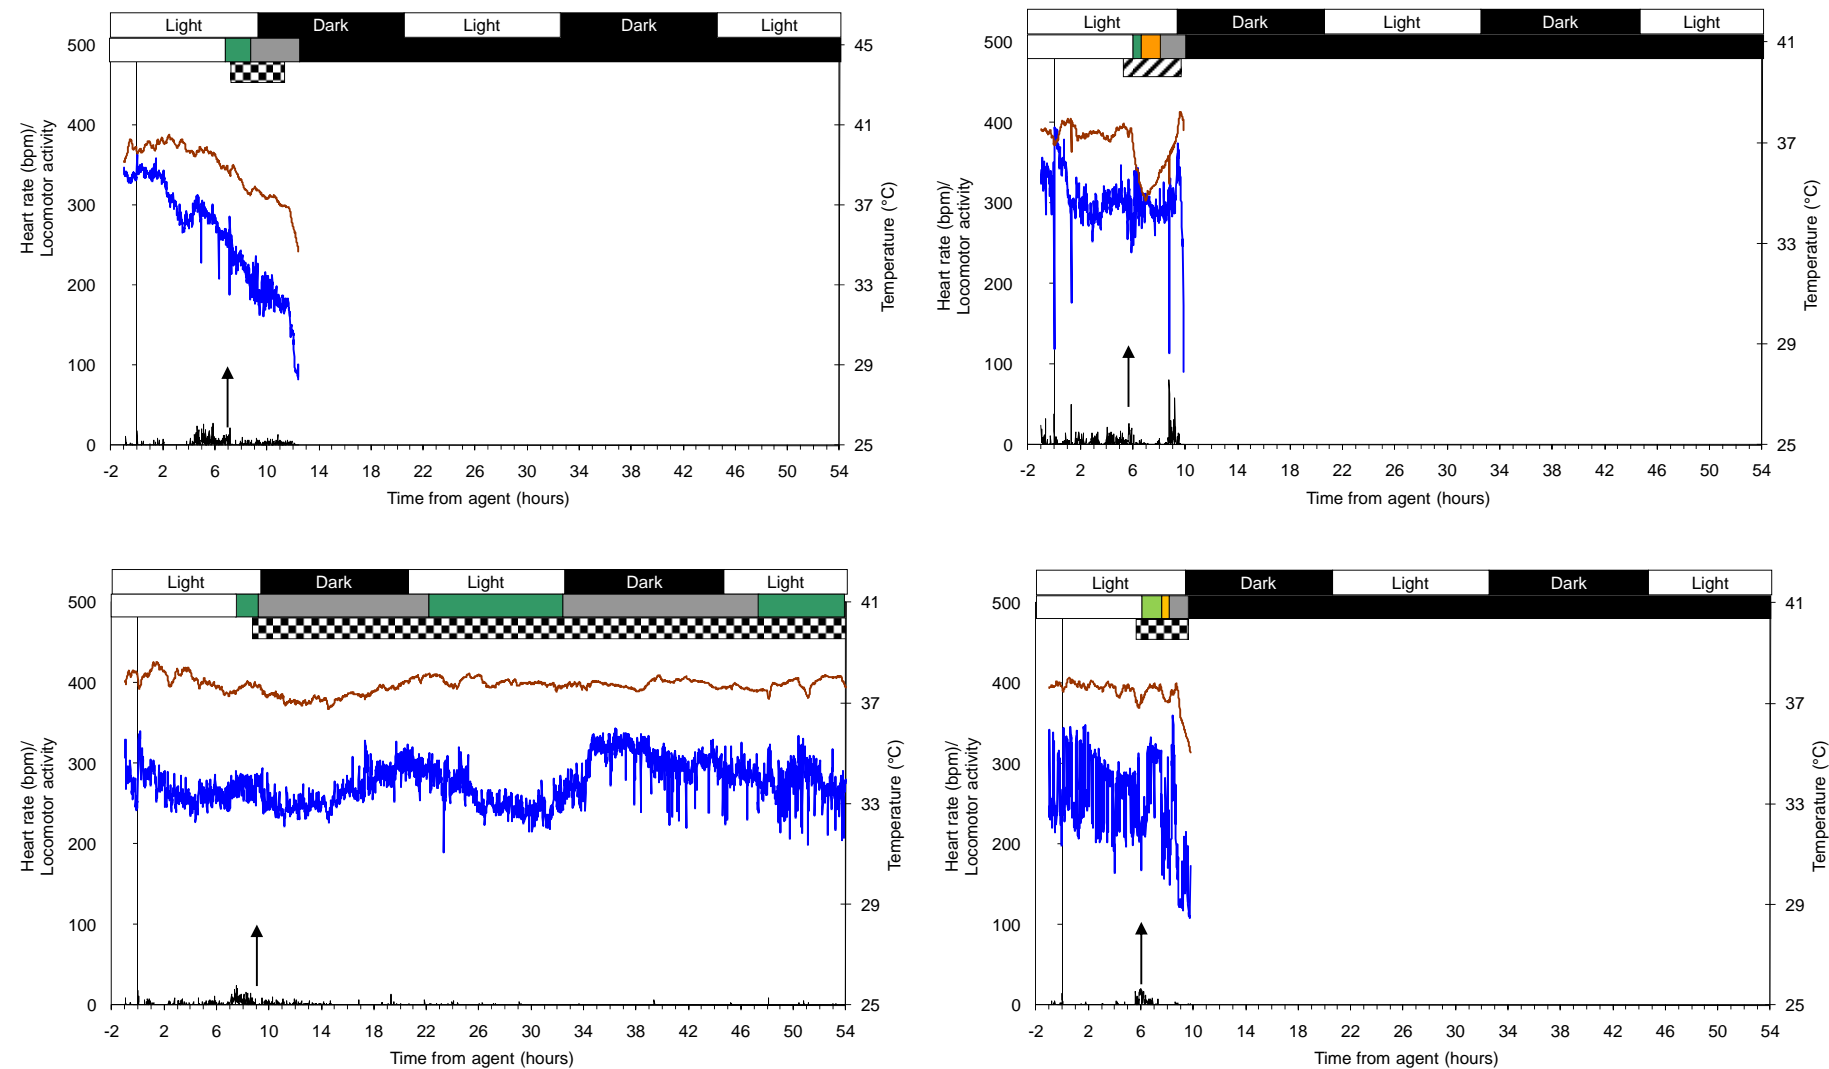 Light Dark Light Dark Light
500 45
400 41
300 37
200 33
100 29
0 25
Heart rate (bpm)/
Locomotor activity
Temperature (°C)
-2 2 6 10 14 18 22 26 30 34 38 42 46 50 54
Time from agent (hours)
Light Dark Light Dark Light
500 41
400
37
300
33
200
29
100
0 25
Heart rate (bpm)/
Locomotor activity
Temperature (°C)
-2 2 6 10 14 18 22 26 30 34 38 42 46 50 54
Time from agent (hours)
Light Dark Light Dark Light
500 41
400
37
300
33
200
29
100
0 25
Heart rate (bpm)/
Locomotor activity
Temperature (°C)
-2 2 6 10 14 18 22 26 30 34 38 42 46 50 54
Time from agent (hours)
Light Dark Light Dark Light
500 41
400
37
300
33
200
29
100
0 25
Heart rate (bpm)/
Locomotor activity
Temperature (°C)
-2 2 6 10 14 18 22 26 30 34 38 42 46 50 54
Time from agent (hours)